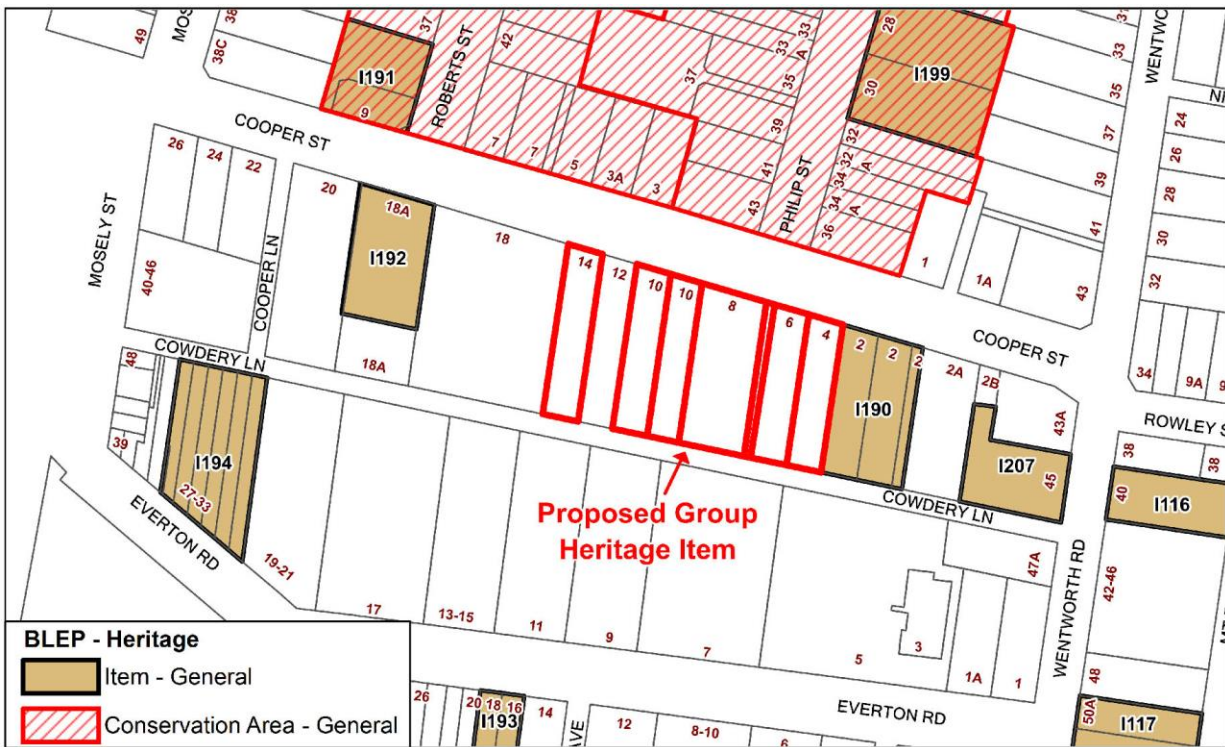 49
MOS
38
38C
I191
9
37
ROBERTS ST
42
7
7
5
3A
3
37
33
33
A
35
39
41
43
PHILIP ST
28
I199
30
32
32
A
34
34
A
36
31
33
35
37
39
41
43
1
1A
WENTWO
24
26
28
30
32
34
9A
9
COOPER ST
COOPER ST
26
24
22
20
18A
I192
18
14
12
10
10
8
6
4
2
2
2
I190
2A
2B
43A
I207
45
ROWLEY S
38
38
40
I116
MOSELY ST
40-46
COOPER LN
18A
COWDERY LN
COWDERY LN
48
39
I194
27-33
EVERTON RD
19-21
17
13-15
11
9
7
5
3
1A
1
47A
WENTWORTH RD
42-46
48
50A
I117
Proposed Group
Heritage Item
EVERTON RD
26
20
18
16
I193
14
AVE
12
8-10
6
BLEP - Heritage
Item - General
Conservation Area - General